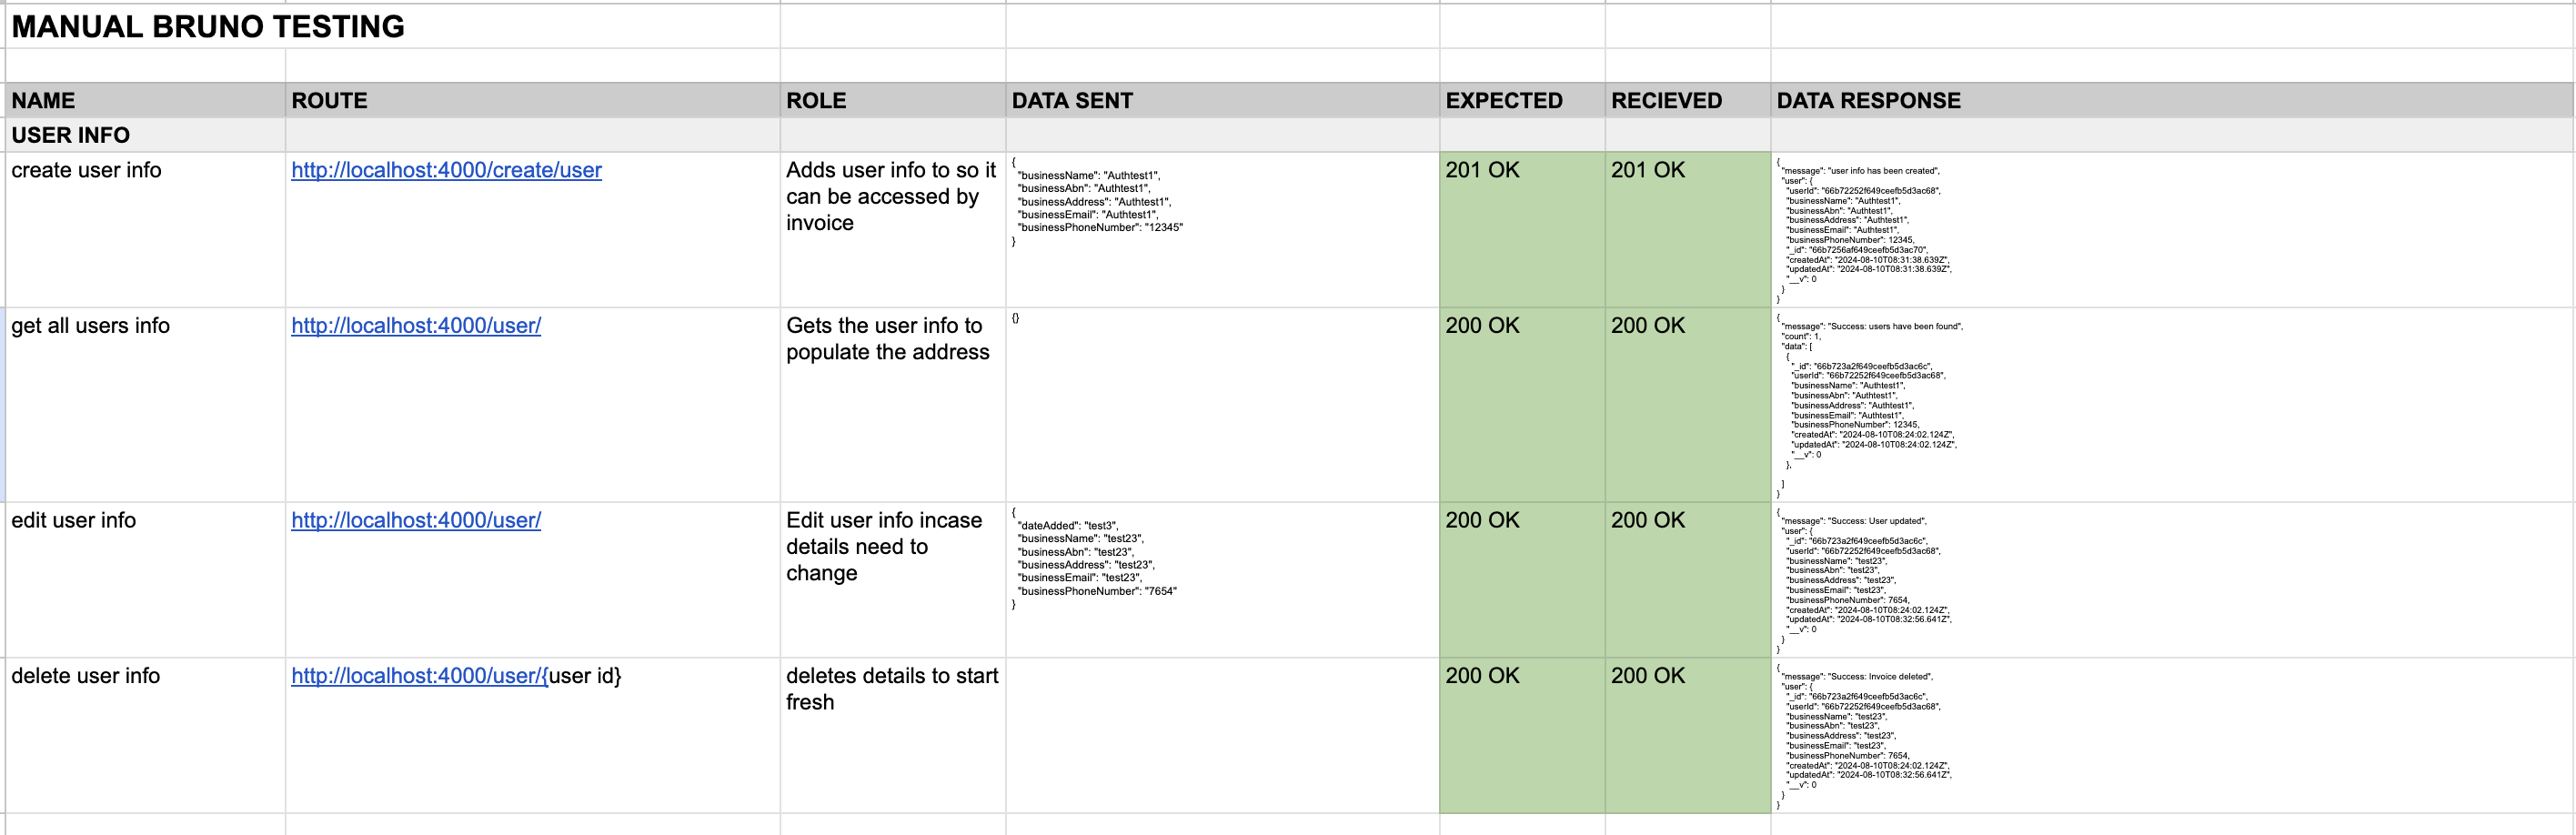 MANUAL BRUNO TESTING
NAME ROUTE ROLE DATA SENT EXPECTED RECIEVED DATA RESPONSE
USER INFO
create user info
http://localhost:4000/create/user
Adds user info to so it
can be accessed by
invoice
{
"businessName": "Authtest1",
"businessAbn": "Authtest1",
"businessAddress": "Authtest1",
"businessEmail": "Authtest1",
"businessPhoneNumber": "12345"
}
201 OK
201 OK
{
"message": "user info has been created",
"user": {
"userId": "66b72252f649ceefb5d3ac68",
"businessName": "Authtest1",
"businessAbn": "Authtest1",
"businessAddress": "Authtest1",
"businessEmail": "Authtest1",
"businessPhoneNumber": 12345,
"_id": "66b7256af649ceefb5d3ac70",
"createdAt": "2024-08-10T08:31:38.639Z",
"updatedAt": "2024-08-10T08:31:38.639Z",
"__v": 0
}
}
get all users info
http://localhost:4000/user/
Gets the user info to
populate the address
{}
200 OK
200 OK
{
"message": "Success: users have been found",
"count": 1,
"data": [
{
"_id": "66b723a2f649ceefb5d3ac6c",
"userId": "66b72252f649ceefb5d3ac68",
"businessName": "Authtest1",
"businessAbn": "Authtest1",
"businessAddress": "Authtest1",
"businessEmail": "Authtest1",
"businessPhoneNumber": 12345,
"createdAt": "2024-08-10T08:24:02.124Z",
"updatedAt": "2024-08-10T08:24:02.124Z",
"__v": 0
},
]
}
edit user info
http://localhost:4000/user/
Edit user info incase
details need to
change
{
"dateAdded": "test3",
"businessName": "test23",
"businessAbn": "test23",
"businessAddress": "test23",
"businessEmail": "test23",
"businessPhoneNumber": "7654"
}
200 OK
200 OK
{
"message": "Success: User updated",
"user": {
"_id": "66b723a2f649ceefb5d3ac6c",
"userId": "66b72252f649ceefb5d3ac68",
"businessName": "test23",
"businessAbn": "test23",
"businessAddress": "test23",
"businessEmail": "test23",
"businessPhoneNumber": 7654,
"createdAt": "2024-08-10T08:24:02.124Z",
"updatedAt": "2024-08-10T08:32:56.641Z",
"__v": 0
}
}
delete user info
http://localhost:4000/user/{user id}
deletes details to start
fresh
200 OK
200 OK
{
"message": "Success: Invoice deleted",
"user": {
"_id": "66b723a2f649ceefb5d3ac6c",
"userId": "66b72252f649ceefb5d3ac68",
"businessName": "test23",
"businessAbn": "test23",
"businessAddress": "test23",
"businessEmail": "test23",
"businessPhoneNumber": 7654,
"createdAt": "2024-08-10T08:24:02.124Z",
"updatedAt": "2024-08-10T08:32:56.641Z",
"__v": 0
}
}